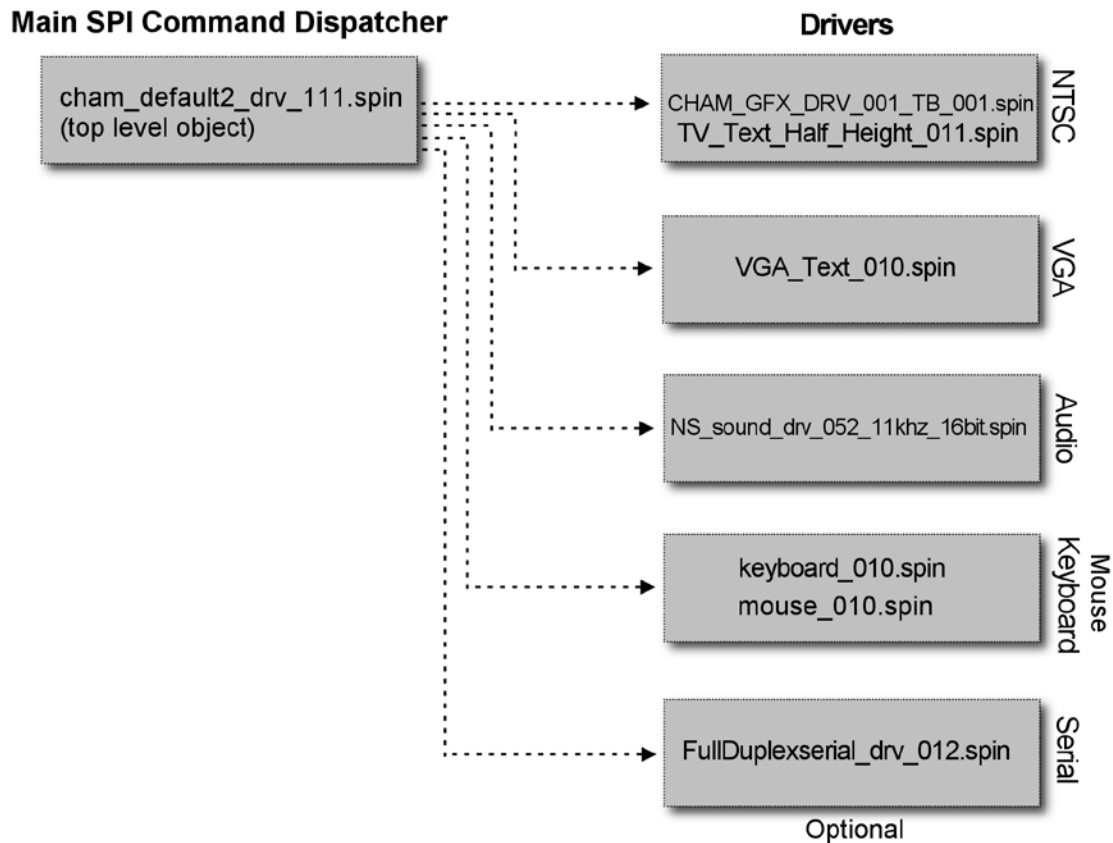 Main SPI Command Dispatcher
Drivers
cham_default2_drv_111.spin
(top level object)
CHAM_GFX_DRV_001_TB_001.spin
TV_Text_Half_Height_011.spin
NTSC
VGA_Text_010.spin
VGA
NS_sound_drv_052_11khz_16bit.spin
Audio
keyboard_010.spin
mouse_010.spin
Mouse
Keyboard
FullDuplexserial_drv_012.spin
Serial
Optional